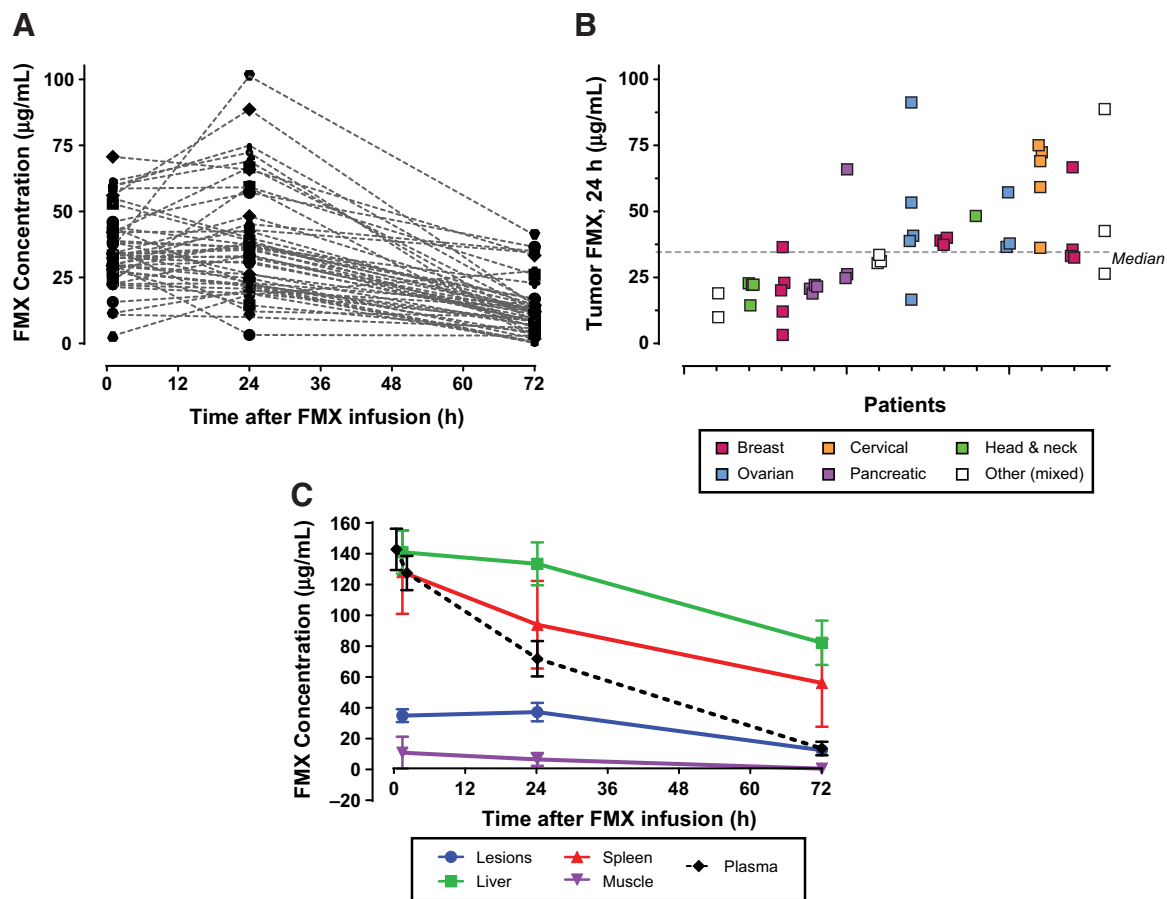 A
FMX Concentration (µg/mL)
100
75
50
25
0
0 12 24 36 48 60 72
Time after FMX infusion (h)
B
Tumor FMX, 24 h (µg/mL)
100
75
50
25
0
Median
Patients
Breast Cervical Head & neck
Ovarian Pancreatic Other (mixed)
C
FMX Concentration (µg/mL)
160
140
120
100
80
60
40
20
0
–20
0 12 24 36 48 60 72
Time after FMX infusion (h)
Lesions Spleen Plasma
Liver Muscle